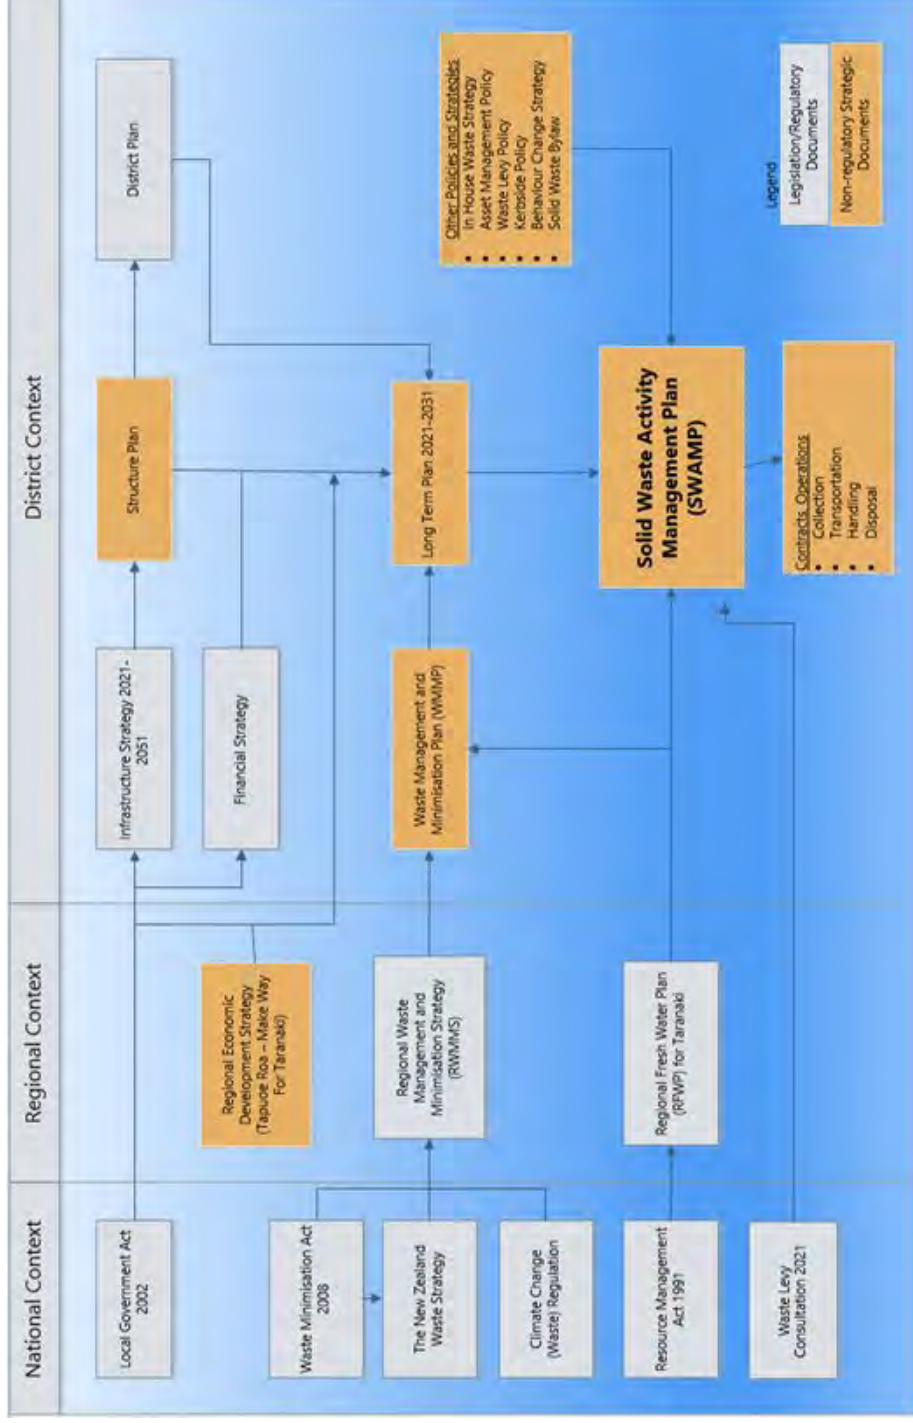 National Context
Regional Context
District Context
Local Government Act
2002
Waste Minimisation Act
2008
The New Zealand
Waste Strategy
Climate Change
(Waste) Regulation
Resource Management
Act 1991
Waste Levy
Consultation 2021
Regional Economic
Development Strategy
(Tapuoe Roa – Make Way
For Taranaki)
Regional Waste
Management and
Minimisation Strategy
(RWMMS)
Regional Fresh Water Plan
(RFWP) for Taranaki
Infrastructure Strategy 2021-
2051
Financial Strategy
Structure Plan
District Plan
Waste Management and
Minimisation Plan (WMMP)
Long Term Plan 2021-2031
Solid Waste Activity
Management Plan
(SWAMP)
Other Policies and Strategies
• In House Waste Strategy
• Asset Management Policy
• Waste Levy Policy
• Kerbside Policy
• Behaviour Change Strategy
• Solid Waste Bylaw
Contracts Operations
• Collection
• Transportation
• Handling
• Disposal
Legend
Legislation/Regulatory
Documents
Non-regulatory Strategic
Documents